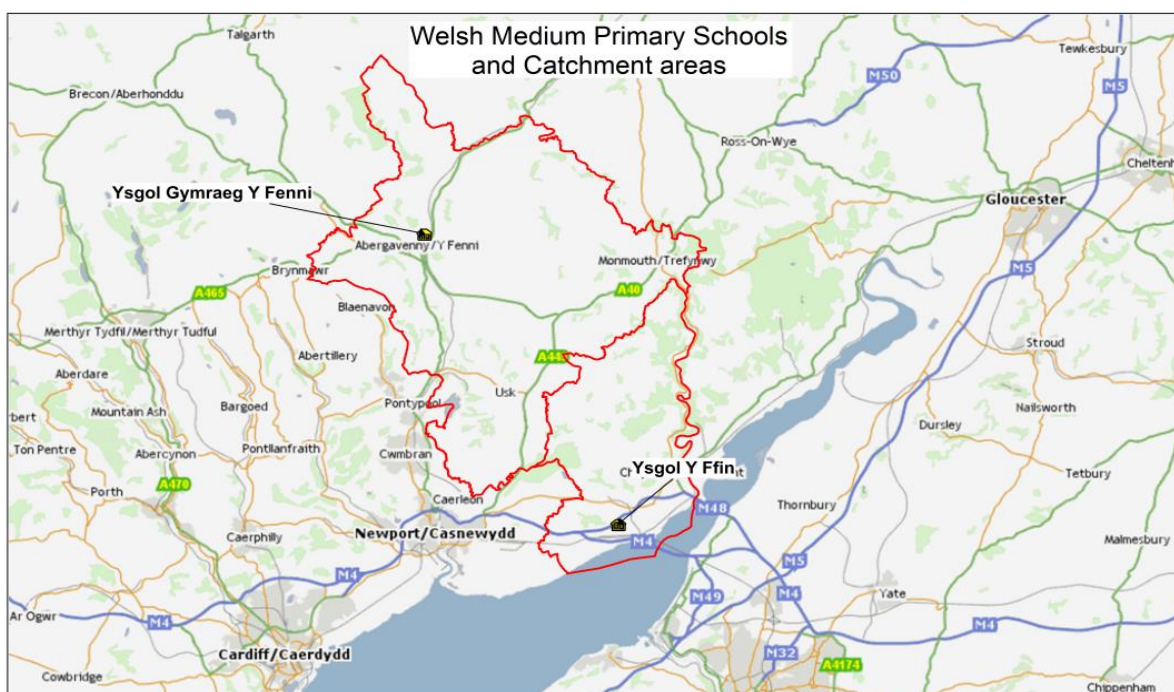 Welsh Medium Primary Schools
and Catchment areas
Talgarth
Tewkesbury
M50
M5
Brecon/Aberhonddu
Ross-On-Wye
Chelten
Ysgol Gymraeg Y Fenni
Gloucester
Abergavenny/Y Fenni
Monmouth/Trefynwy
M5
Brynmawr
A465
A40
Blaenavon
Merthyr Tydfil/Merthyr Tudful
Stroud
Abertillery
A44
Aberdare
Usk
Mountain Ash
Bargoed
Pontypool
Nailsworth
rbert
Dursley
Ton Pentre
Pontllanfraith
Abercynon
Cwmbran
Ysgol Y Ffin
Tetbury
A470
Porth
Caerleon
Thornbury
M48
Newport/Casnewydd
Caerphilly
M4
Malmesbury
M5
M4
M49
M4
Yate
Ar Ogwr
M4
M4
Cardiff/Caerdydd
M32
A4174
Cowbridge
Chippenham